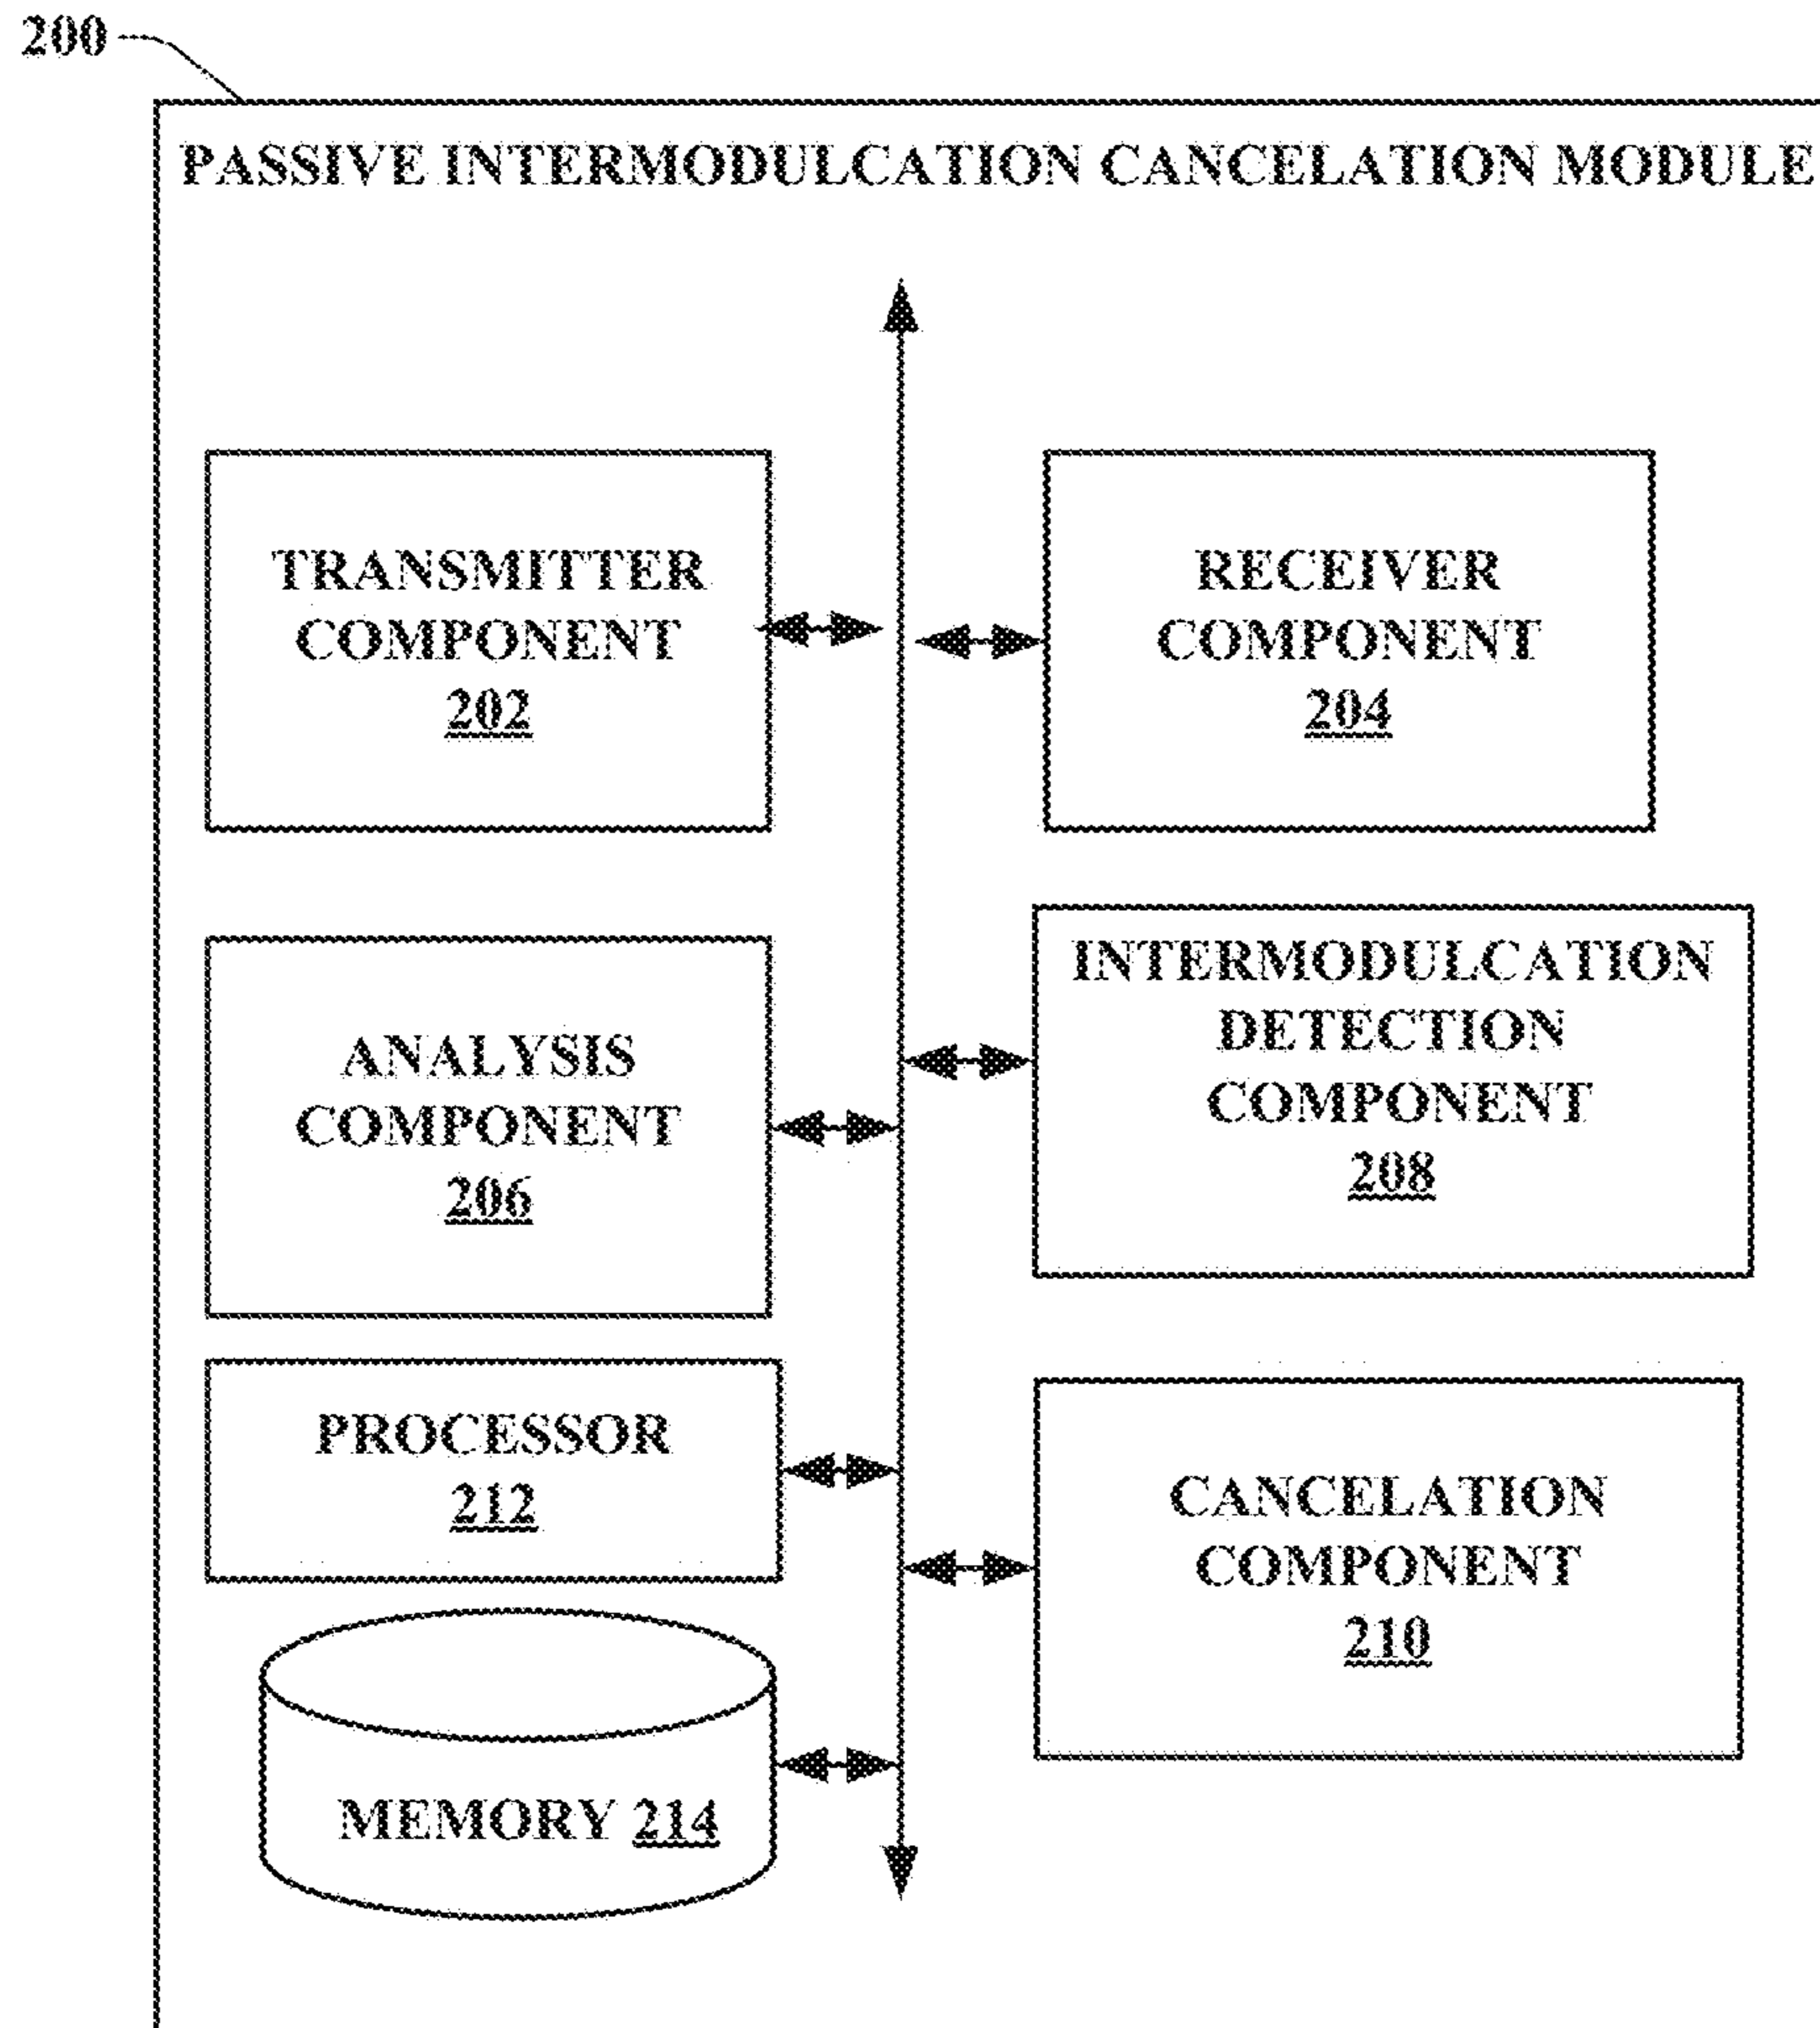 200
PASSIVE INTERMODULCATION CANCELATION MODULE
TRANSMITTER
COMPONENT
202
RECEIVER
COMPONENT
204
ANALYSIS
COMPONENT
206
INTERMODULCATION
DETECTION
COMPONENT
208
PROCESSOR
212
CANCELATION
COMPONENT
210
MEMORY 214